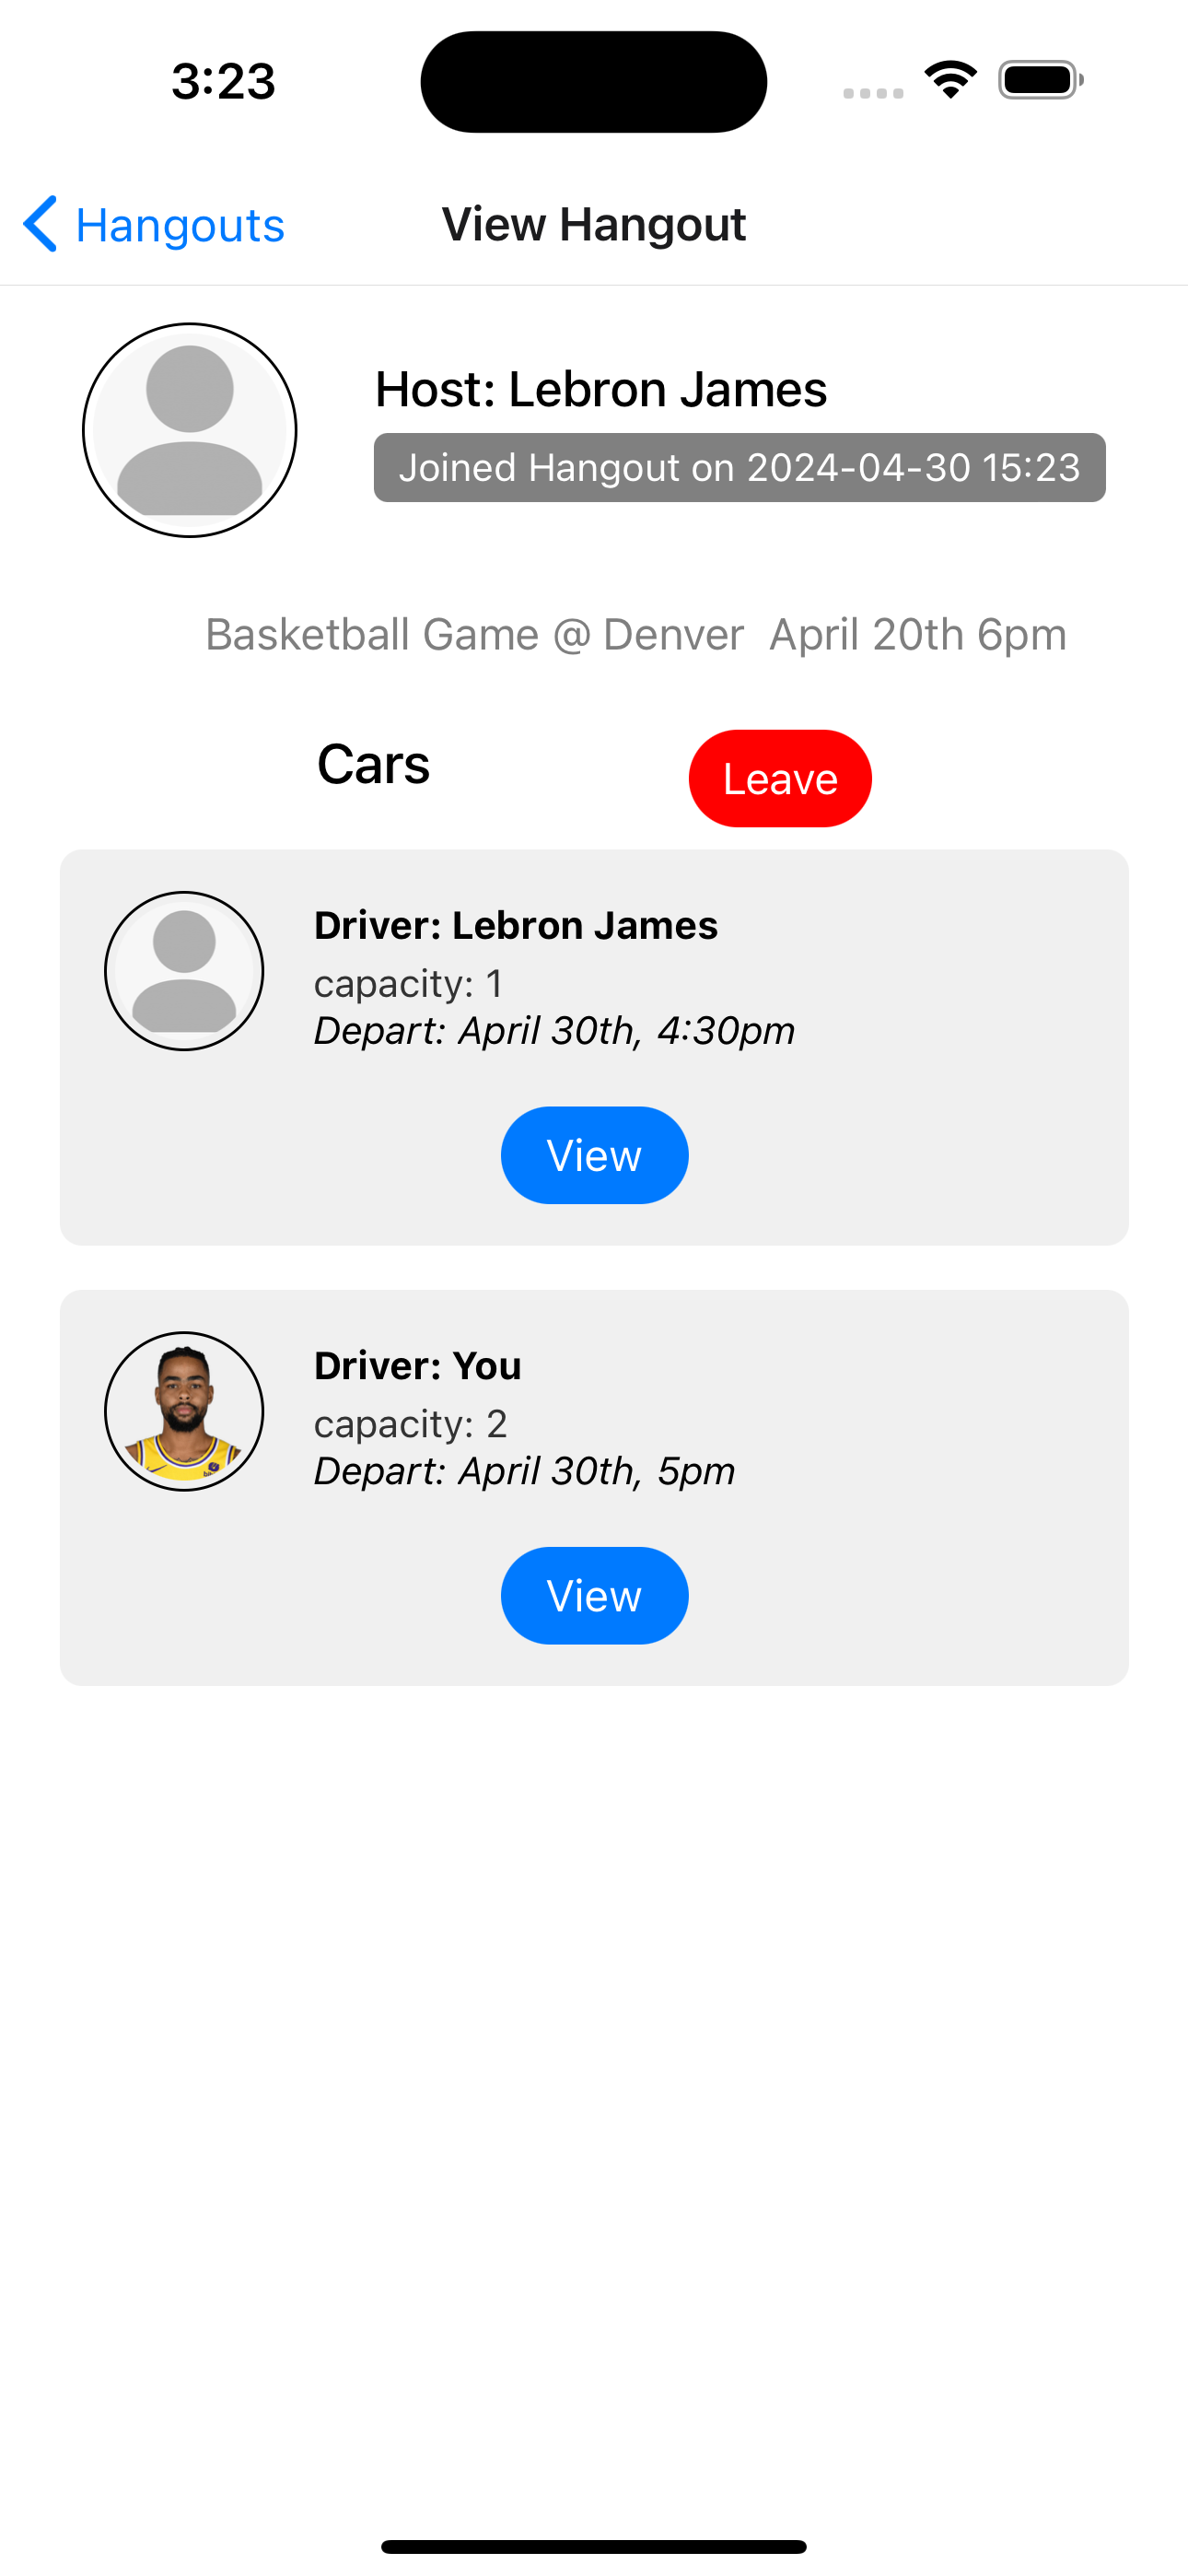 3:23
Hangouts
View Hangout
Host: Lebron James
Joined Hangout on 2024-04-30 15:23
Basketball Game @ Denver April 20th 6pm
Cars
Leave
Driver: Lebron James
capacity: 1
Depart: April 30th, 4:30pm
View
Driver: You
capacity: 2
Depart: April 30th, 5pm
View